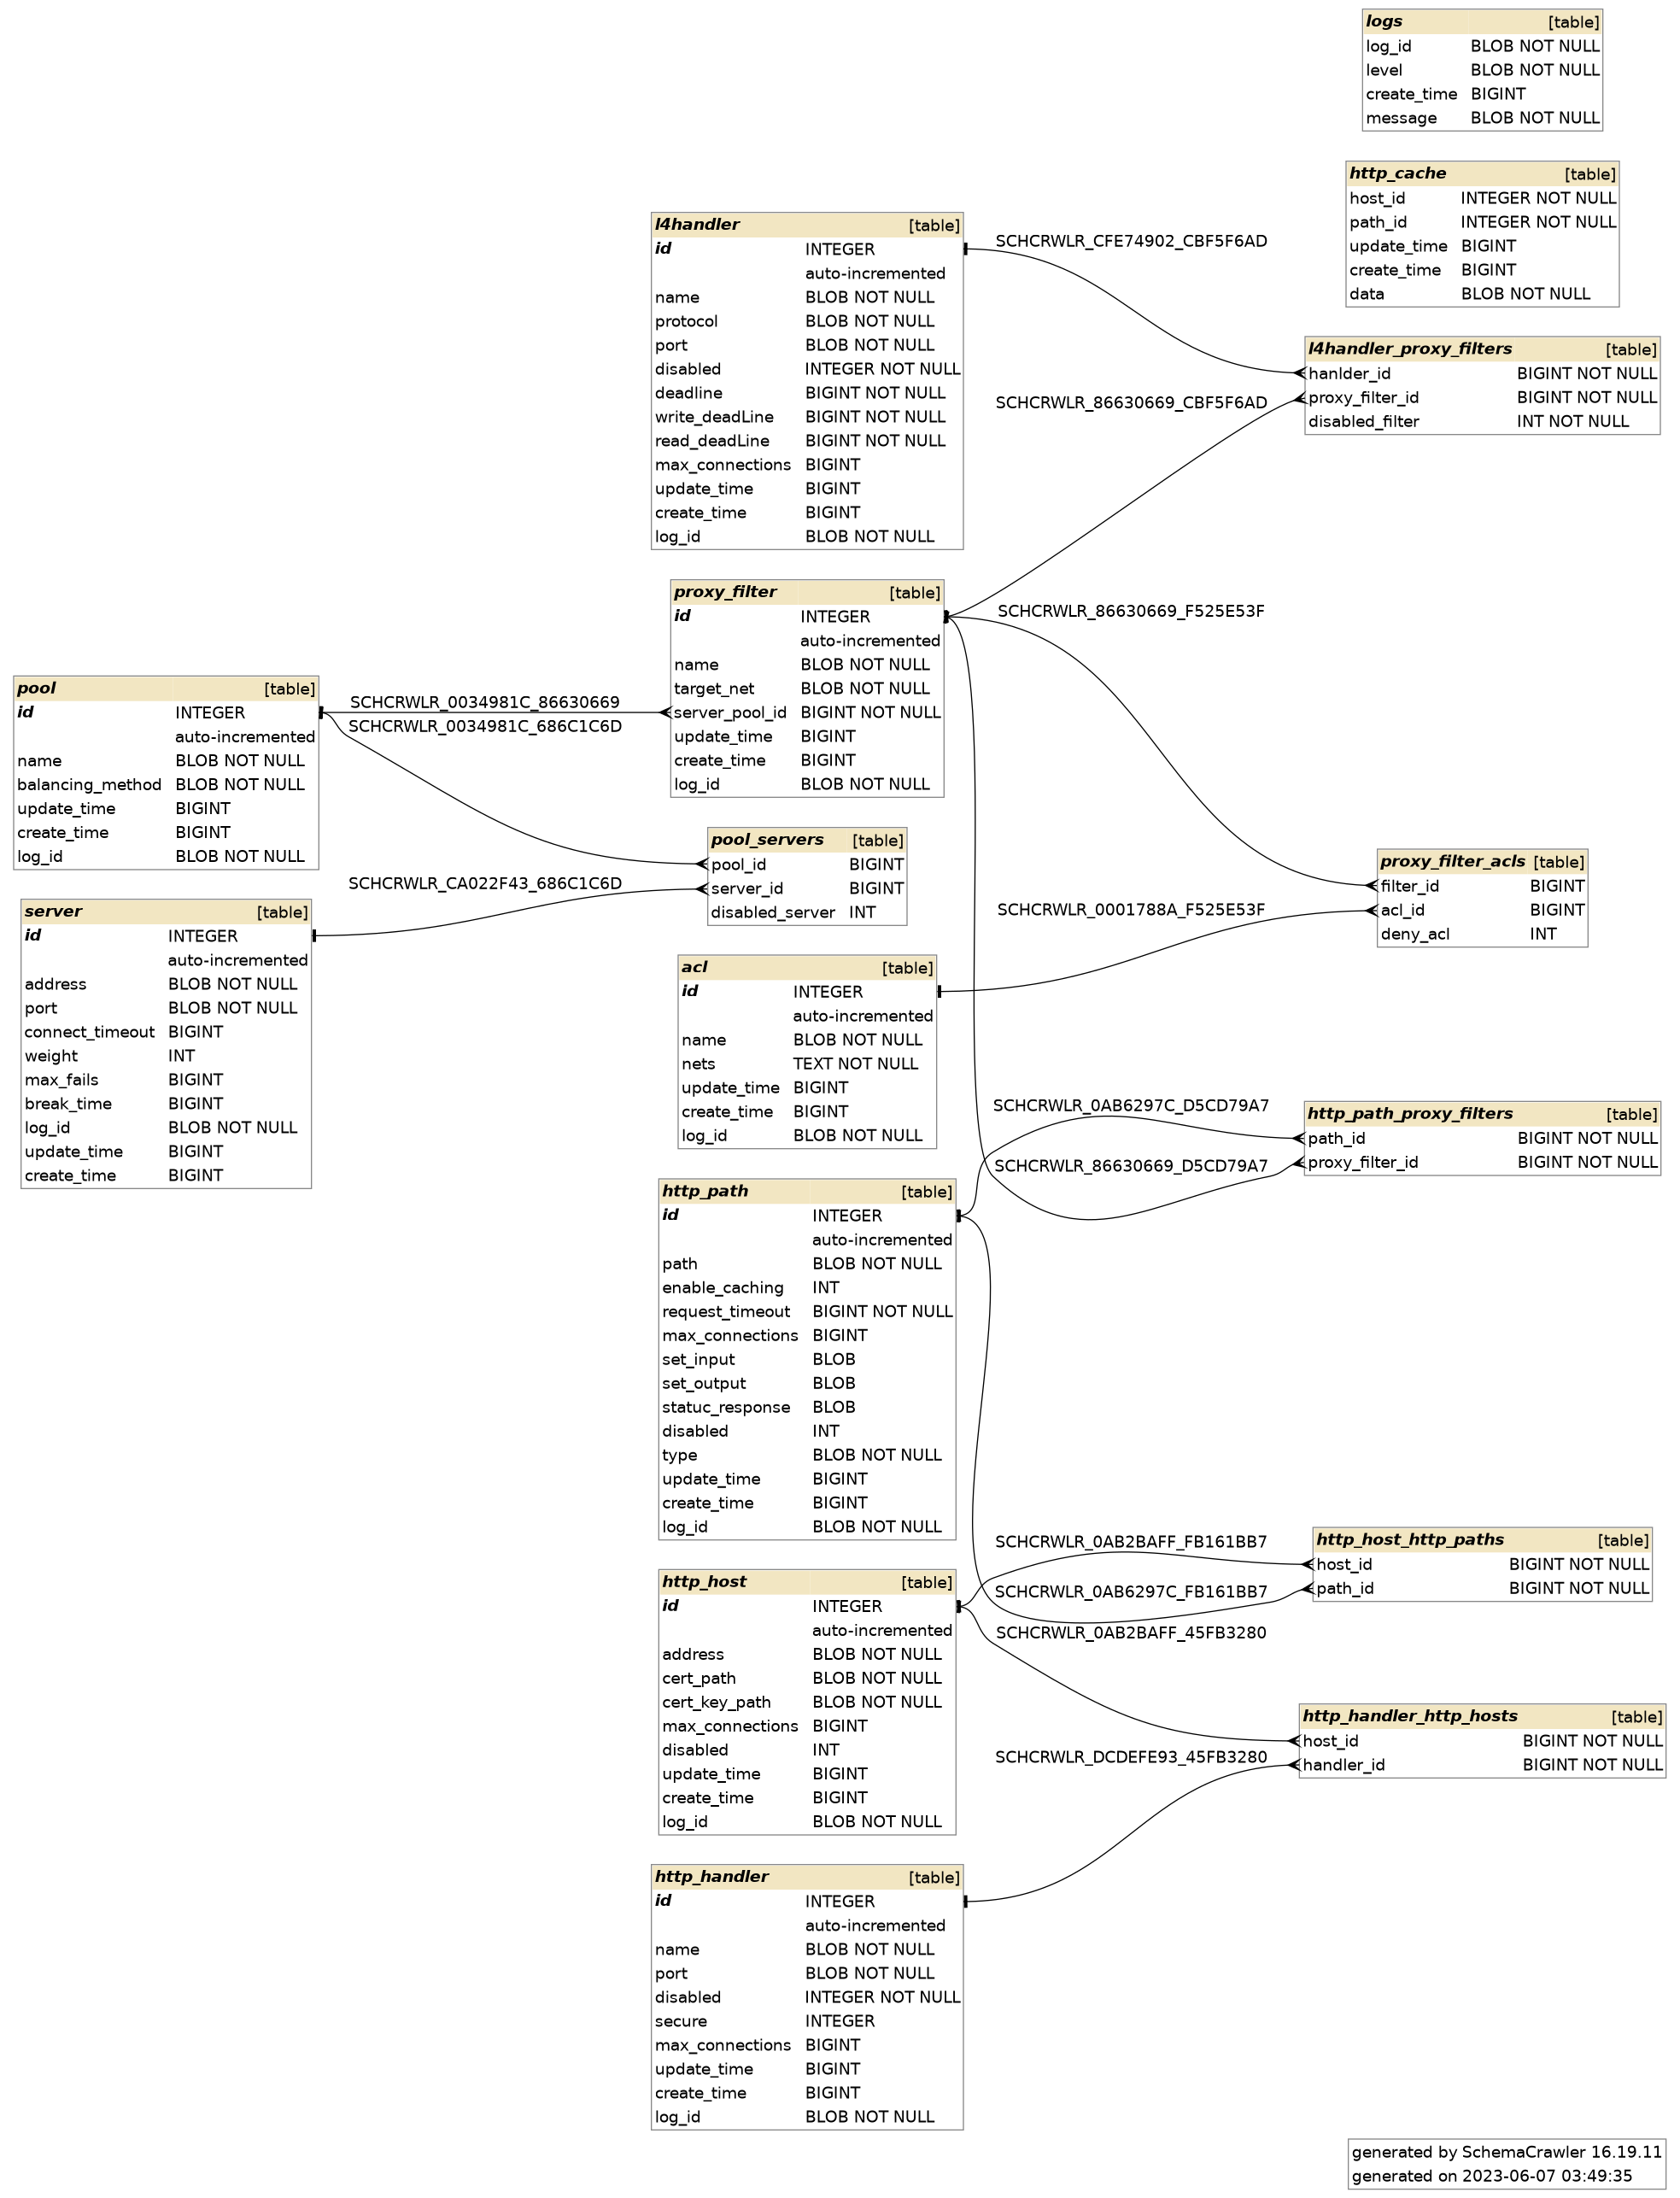 logs [table]
log_id BLOB NOT NULL
level BLOB NOT NULL
create_time BIGINT
message BLOB NOT NULL
http_cache [table]
host_id INTEGER NOT NULL
path_id INTEGER NOT NULL
update_time BIGINT
create_time BIGINT
data BLOB NOT NULL
l4handler [table]
id INTEGER
auto-incremented
name BLOB NOT NULL
protocol BLOB NOT NULL
port BLOB NOT NULL
disabled INTEGER NOT NULL
deadline BIGINT NOT NULL
write_deadLine BIGINT NOT NULL
read_deadLine BIGINT NOT NULL
max_connections BIGINT
update_time BIGINT
create_time BIGINT
log_id BLOB NOT NULL
SCHCRWLR_CFE74902_CBF5F6AD
SCHCRWLR_86630669_CBF5F6AD
l4handler_proxy_filters [table]
hanlder_id BIGINT NOT NULL
proxy_filter_id BIGINT NOT NULL
disabled_filter INT NOT NULL
proxy_filter [table]
id INTEGER
auto-incremented
name BLOB NOT NULL
target_net BLOB NOT NULL
server_pool_id BIGINT NOT NULL
update_time BIGINT
create_time BIGINT
log_id BLOB NOT NULL
SCHCRWLR_86630669_F525E53F
pool [table]
id INTEGER
auto-incremented
name BLOB NOT NULL
balancing_method BLOB NOT NULL
update_time BIGINT
create_time BIGINT
log_id BLOB NOT NULL
SCHCRWLR_0034981C_86630669
SCHCRWLR_0034981C_686C1C6D
pool_servers [table]
pool_id BIGINT
server_id BIGINT
disabled_server INT
SCHCRWLR_CA022F43_686C1C6D
server [table]
id INTEGER
auto-incremented
address BLOB NOT NULL
port BLOB NOT NULL
connect_timeout BIGINT
weight INT
max_fails BIGINT
break_time BIGINT
log_id BLOB NOT NULL
update_time BIGINT
create_time BIGINT
proxy_filter_acls [table]
filter_id BIGINT
acl_id BIGINT
deny_acl INT
SCHCRWLR_0001788A_F525E53F
acl [table]
id INTEGER
auto-incremented
name BLOB NOT NULL
nets TEXT NOT NULL
update_time BIGINT
create_time BIGINT
log_id BLOB NOT NULL
SCHCRWLR_0AB6297C_D5CD79A7
SCHCRWLR_86630669_D5CD79A7
http_path_proxy_filters [table]
path_id BIGINT NOT NULL
proxy_filter_id BIGINT NOT NULL
http_path [table]
id INTEGER
auto-incremented
path BLOB NOT NULL
enable_caching INT
request_timeout BIGINT NOT NULL
max_connections BIGINT
set_input BLOB
set_output BLOB
statuc_response BLOB
disabled INT
type BLOB NOT NULL
update_time BIGINT
create_time BIGINT
log_id BLOB NOT NULL
SCHCRWLR_0AB2BAFF_FB161BB7
SCHCRWLR_0AB6297C_FB161BB7
http_host_http_paths [table]
host_id BIGINT NOT NULL
path_id BIGINT NOT NULL
http_host [table]
id INTEGER
auto-incremented
address BLOB NOT NULL
cert_path BLOB NOT NULL
cert_key_path BLOB NOT NULL
max_connections BIGINT
disabled INT
update_time BIGINT
create_time BIGINT
log_id BLOB NOT NULL
SCHCRWLR_0AB2BAFF_45FB3280
SCHCRWLR_DCDEFE93_45FB3280
http_handler_http_hosts [table]
host_id BIGINT NOT NULL
handler_id BIGINT NOT NULL
http_handler [table]
id INTEGER
auto-incremented
name BLOB NOT NULL
port BLOB NOT NULL
disabled INTEGER NOT NULL
secure INTEGER
max_connections BIGINT
update_time BIGINT
create_time BIGINT
log_id BLOB NOT NULL
generated by SchemaCrawler 16.19.11
generated on 2023-06-07 03:49:35